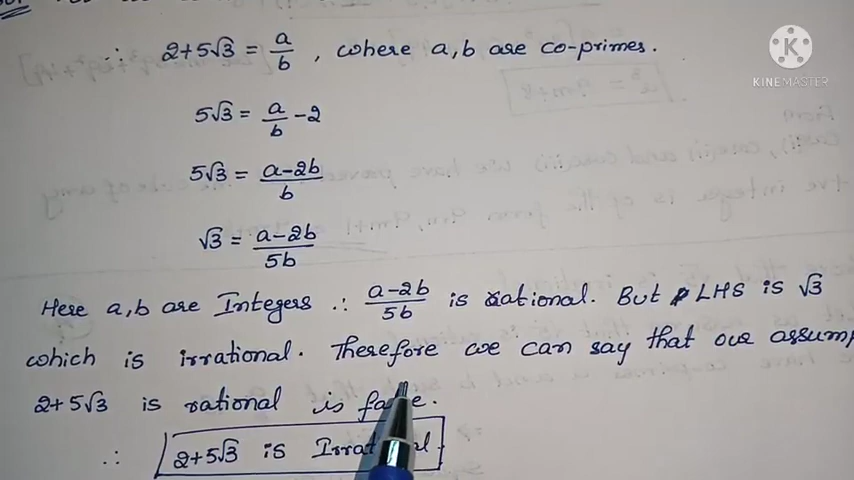 ∴ 2+5√3 = a/b , where a,b are co-primes.
KINEMASTER
5√3 = a/b - 2
5√3 = a-2b/b
√3 = a-2b/5b
Here a,b are Integers ∴ a-2b/5b is rational. But LHS is √3
which is irrational. Therefore we can say that our assump
2+5√3 is rational is
∴ 2+5√3 is